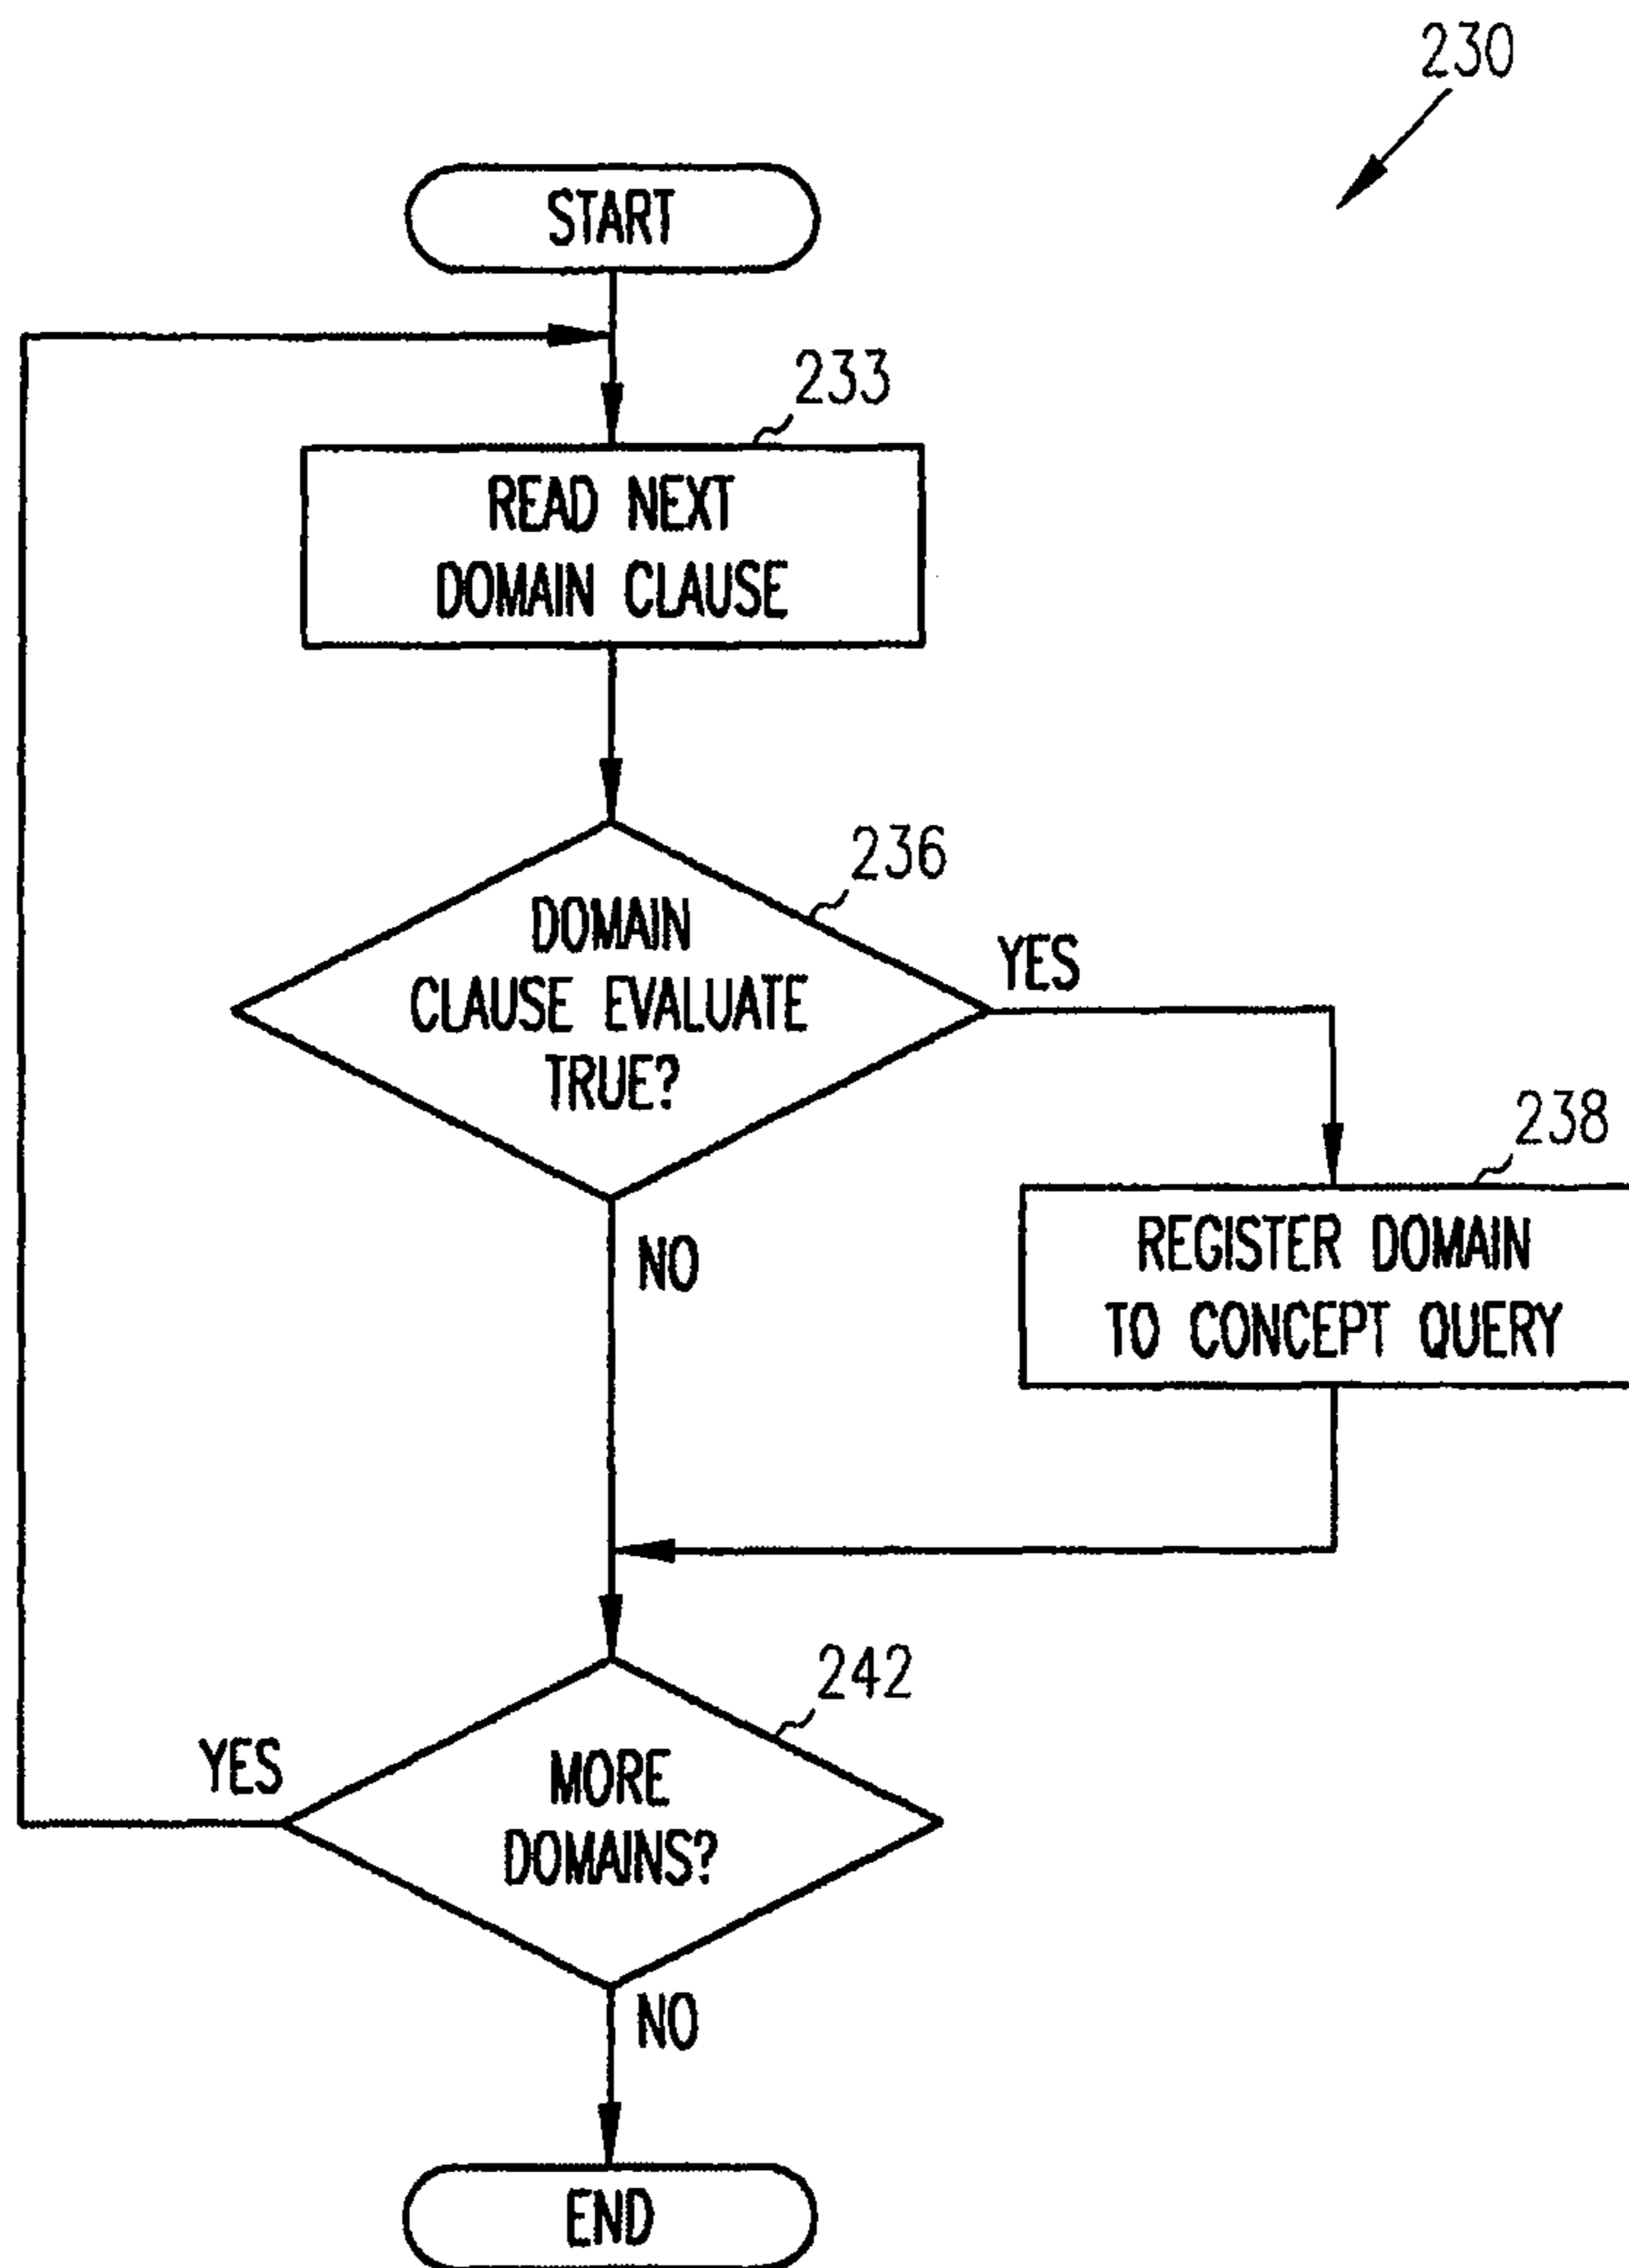 230
START
233
READ NEXT
DOMAIN CLAUSE
236
DOMAIN
CLAUSE EVALUATE
TRUE?
YES
NO
238
REGISTER DOMAIN
TO CONCEPT QUERY
242
MORE
DOMAINS?
YES
NO
END